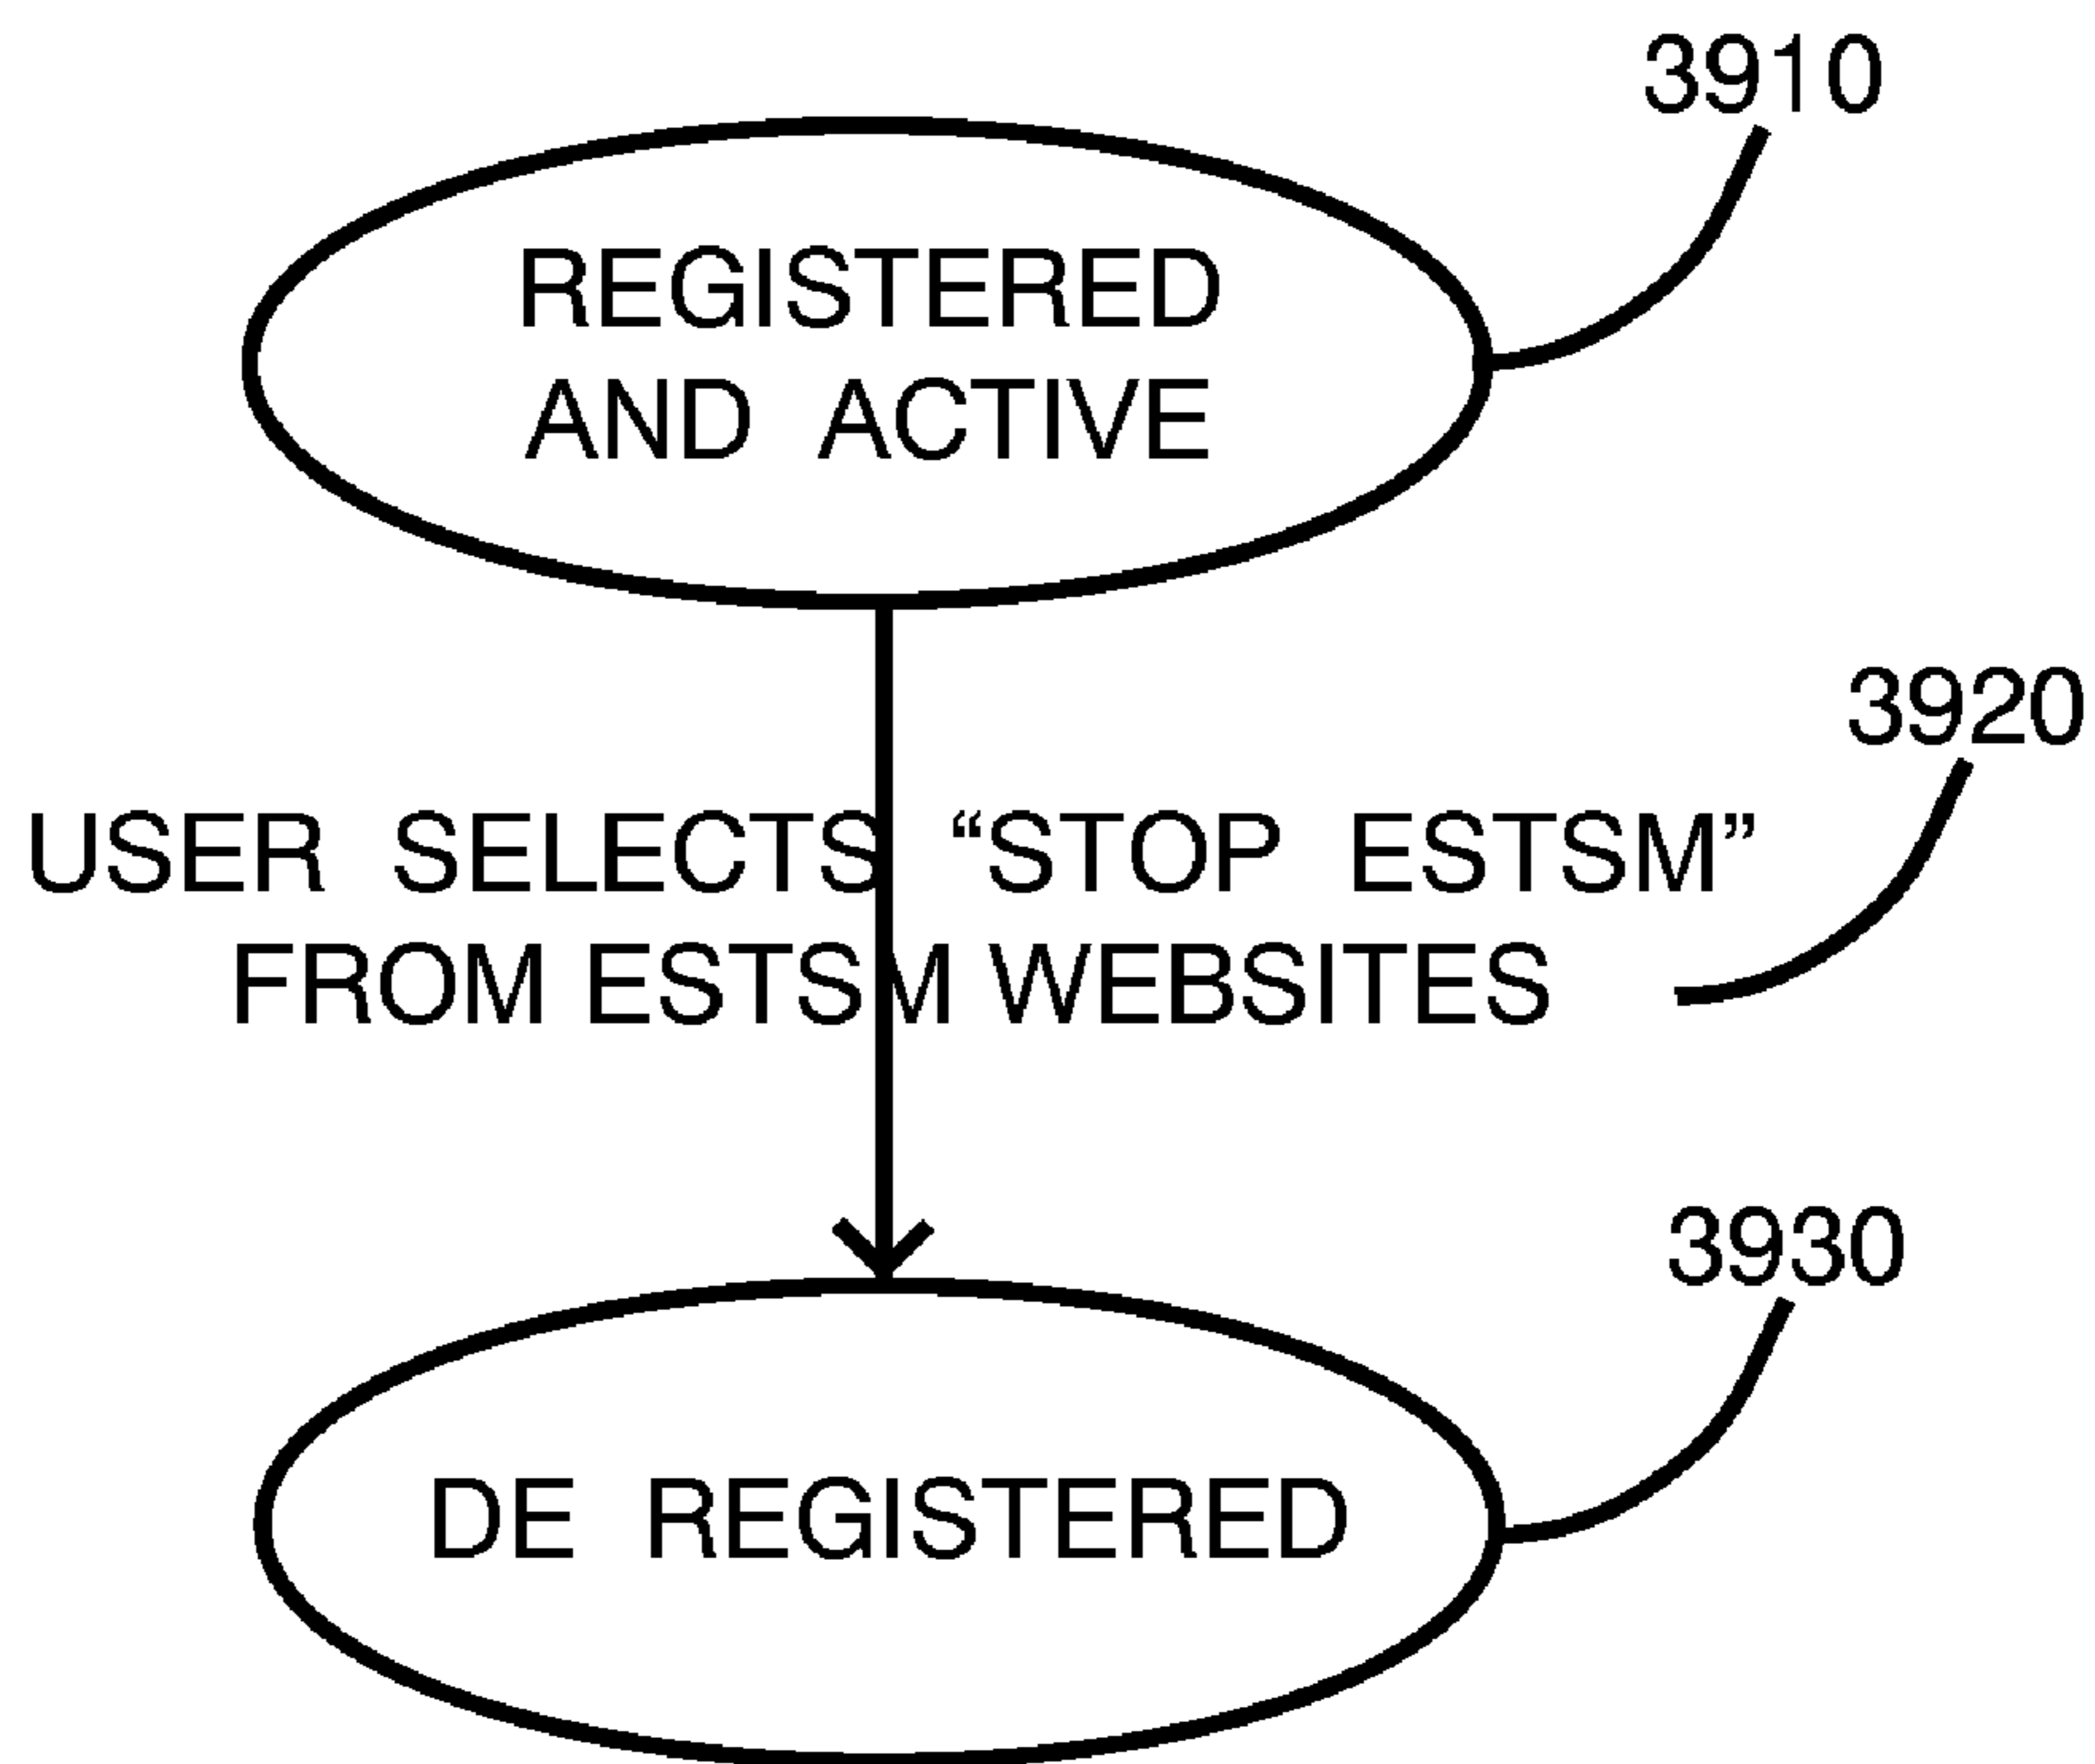 3910
REGISTERED
AND ACTIVE
3920
USER SELECTS “STOP ESTSM”
FROM ESTSM WEBSITES
3930
DE REGISTERED